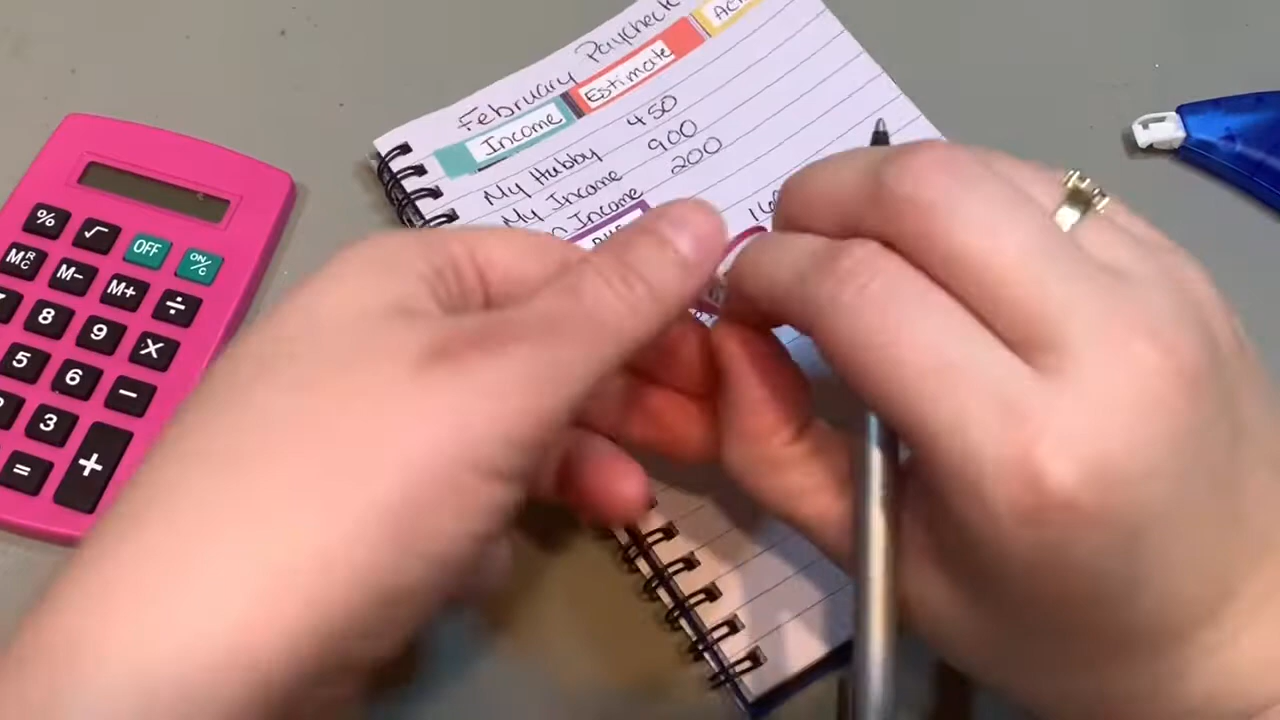 February Paycheck
Income Estimate
My Hubby 450
My Income 900
Income 200
% √ OFF ON/C
M- M+ ÷
8 9 X
5 6 −
3
= +